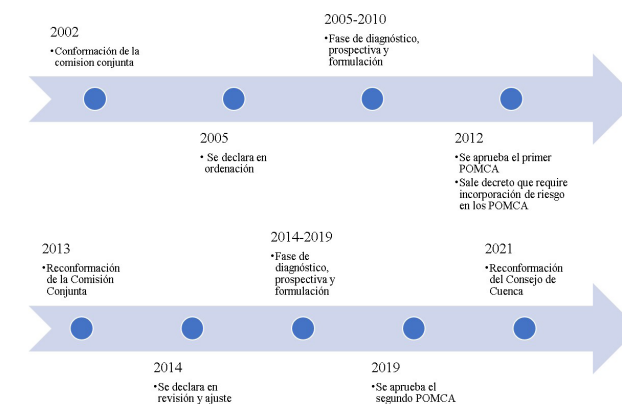 2002
•Conformación de la
comision conjunta
2005
• Se declara en
ordenación
2005-2010
•Fase de diagnóstico,
prospectiva y
formulación
2012
•Se aprueba el primer
POMCA
•Sale decreto que require
incorporación de riesgo
en los POMCA
2013
•Reconformación
de la Comisión
Conjunta
2014
•Se declara en
revisión y ajuste
2014-2019
•Fase de
diagnóstico,
prospectiva y
formulación
2019
•Se aprueba el
segundo POMCA
2021
•Reconformación
del Consejo de
Cuenca